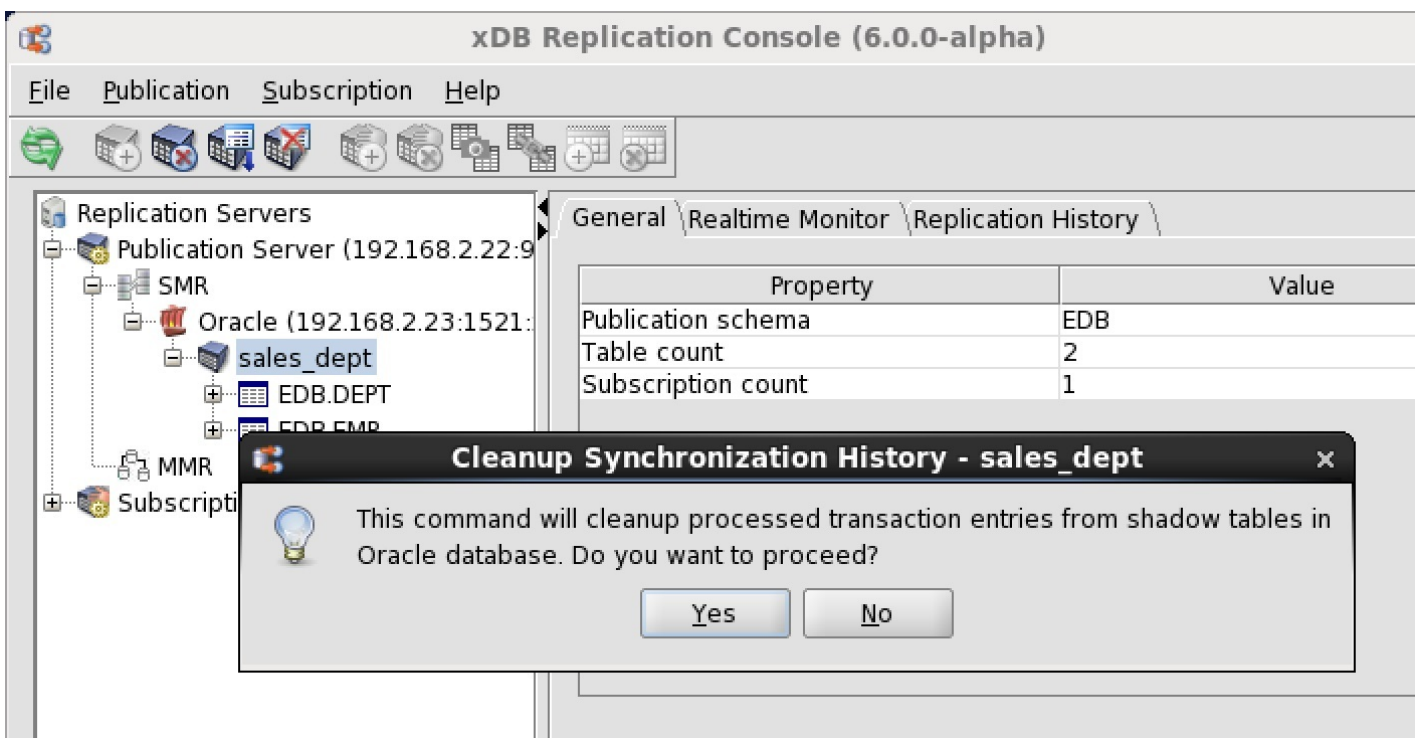 xDB Replication Console (6.0.0-alpha)
File Publication Subscription Help
Replication Servers
Publication Server (192.168.2.22:9
SMR
Oracle (192.168.2.23:1521:
sales_dept
EDB.DEPT
EDB.EMP
MMR
Subscripti
General Realtime Monitor Replication History
Property Value
Publication schema EDB
Table count 2
Subscription count 1
Cleanup Synchronization History - sales_dept
This command will cleanup processed transaction entries from shadow tables in
Oracle database. Do you want to proceed?
Yes No